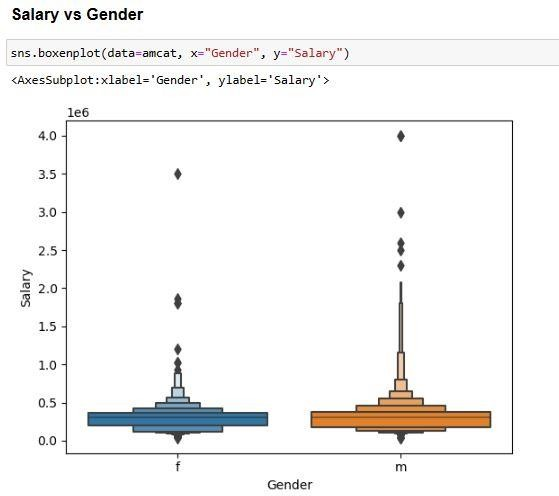 Salary vs Gender
sns.boxenplot(data=amcat, x="Gender", y="Salary")
<AxesSubplot:xlabel='Gender', ylabel='Salary'>
1e6
4.0
3.5
3.0
2.5
2.0
1.5
1.0
0.5
0.0
Salary
f m
Gender